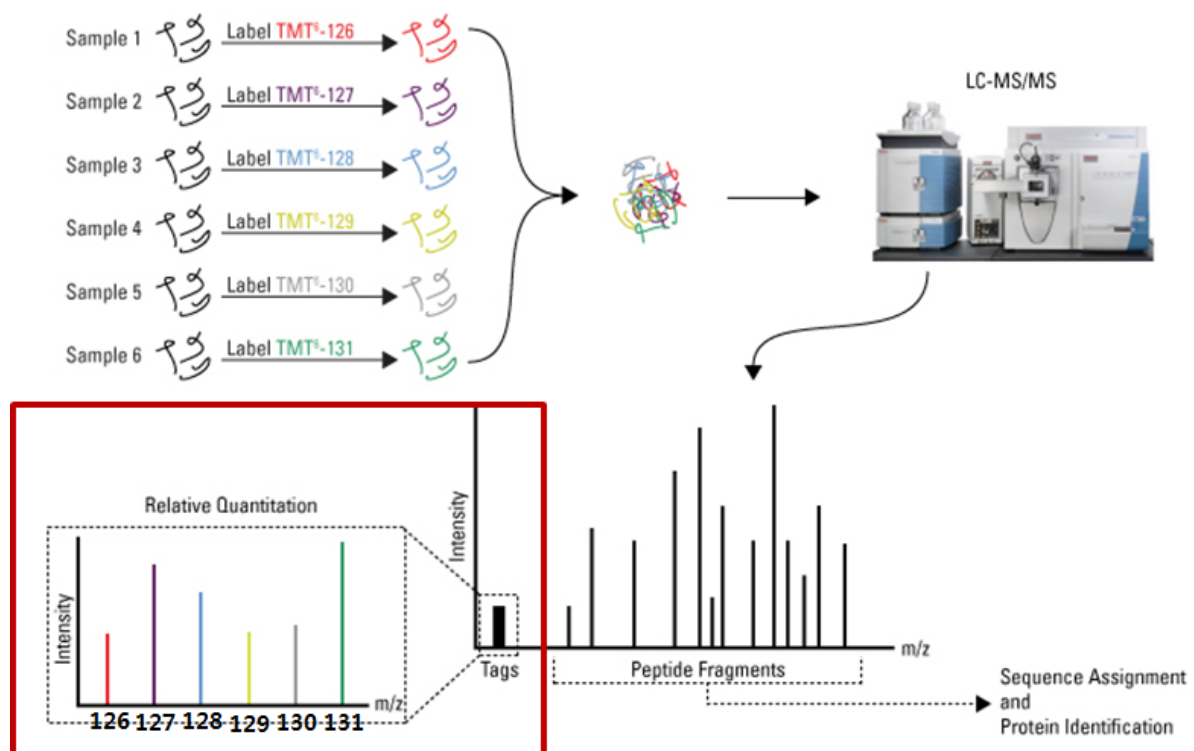 Sample 1
Label TMT⁶-126
Sample 2
Label TMT⁶-127
Sample 3
Label TMT⁶-128
Sample 4
Label TMT⁶-129
Sample 5
Label TMT⁶-130
Sample 6
Label TMT⁶-131
LC-MS/MS
Relative Quantitation
Intensity
126 127 128 129 130 131
m/z
Intensity
Tags
Peptide Fragments
m/z
Sequence Assignment
and
Protein Identification